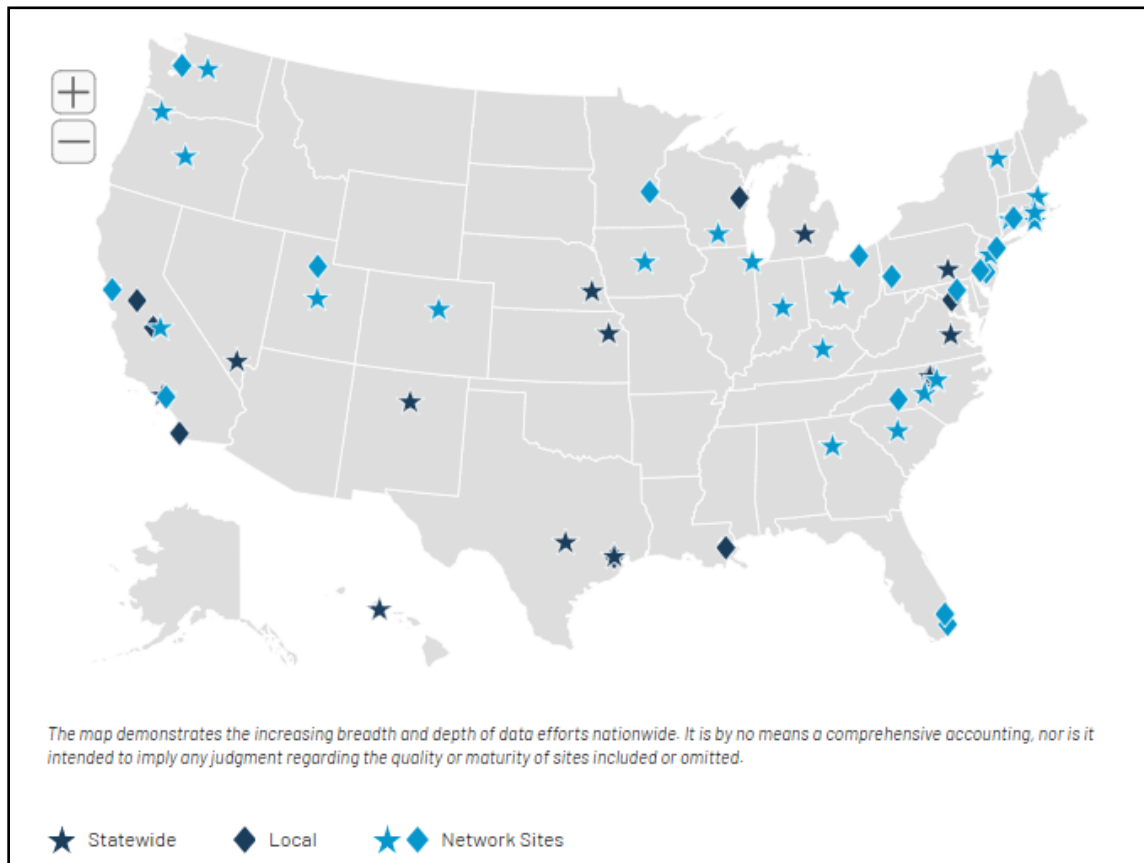 The map demonstrates the increasing breadth and depth of data efforts nationwide. It is by no means a comprehensive accounting, nor is it
intended to imply any judgment regarding the quality or maturity of sites included or omitted.
Statewide Local Network Sites